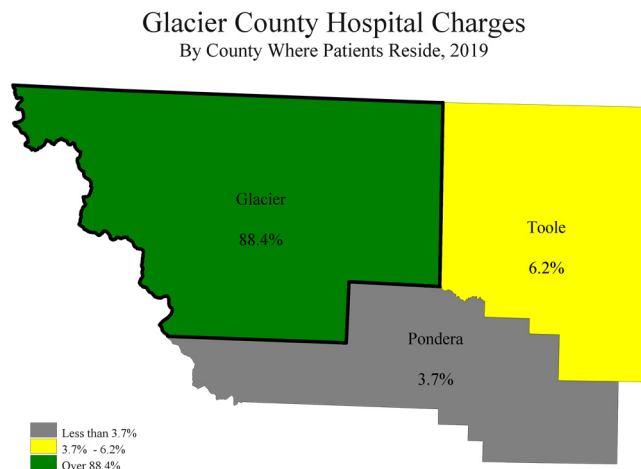 Glacier County Hospital Charges
By County Where Patients Reside, 2019
Glacier
88.4%
Toole
6.2%
Pondera
3.7%
Less than 3.7%
3.7% - 6.2%
Over 88.4%